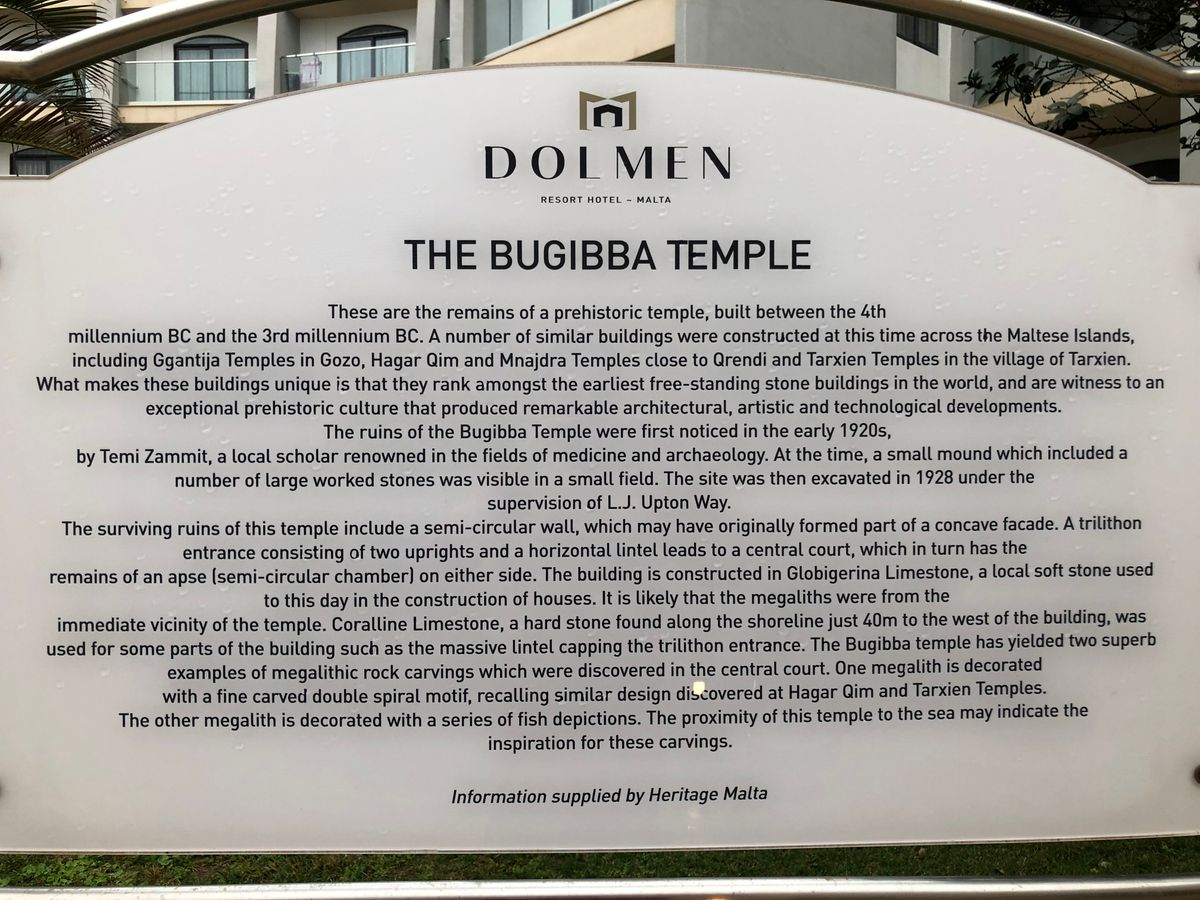 DOLMEN
RESORT HOTEL ~ MALTA
THE BUGIBBA TEMPLE
These are the remains of a prehistoric temple, built between the 4th
millennium BC and the 3rd millennium BC. A number of similar buildings were constructed at this time across the Maltese Islands,
including Ggantija Temples in Gozo, Hagar Qim and Mnajdra Temples close to Qrendi and Tarxien Temples in the village of Tarxien.
What makes these buildings unique is that they rank amongst the earliest free-standing stone buildings in the world, and are witness to an
exceptional prehistoric culture that produced remarkable architectural, artistic and technological developments.
The ruins of the Bugibba Temple were first noticed in the early 1920s,
by Temi Zammit, a local scholar renowned in the fields of medicine and archaeology. At the time, a small mound which included a
number of large worked stones was visible in a small field. The site was then excavated in 1928 under the
supervision of L.J. Upton Way.
The surviving ruins of this temple include a semi-circular wall, which may have originally formed part of a concave facade. A trilithon
entrance consisting of two uprights and a horizontal lintel leads to a central court, which in turn has the
remains of an apse (semi-circular chamber) on either side. The building is constructed in Globigerina Limestone, a local soft stone used
to this day in the construction of houses. It is likely that the megaliths were from the
immediate vicinity of the temple. Coralline Limestone, a hard stone found along the shoreline just 40m to the west of the building, was
used for some parts of the building such as the massive lintel capping the trilithon entrance. The Bugibba temple has yielded two superb
examples of megalithic rock carvings which were discovered in the central court. One megalith is decorated
with a fine carved double spiral motif, recalling similar design discovered at Hagar Qim and Tarxien Temples.
The other megalith is decorated with a series of fish depictions. The proximity of this temple to the sea may indicate the
inspiration for these carvings.
Information supplied by Heritage Malta